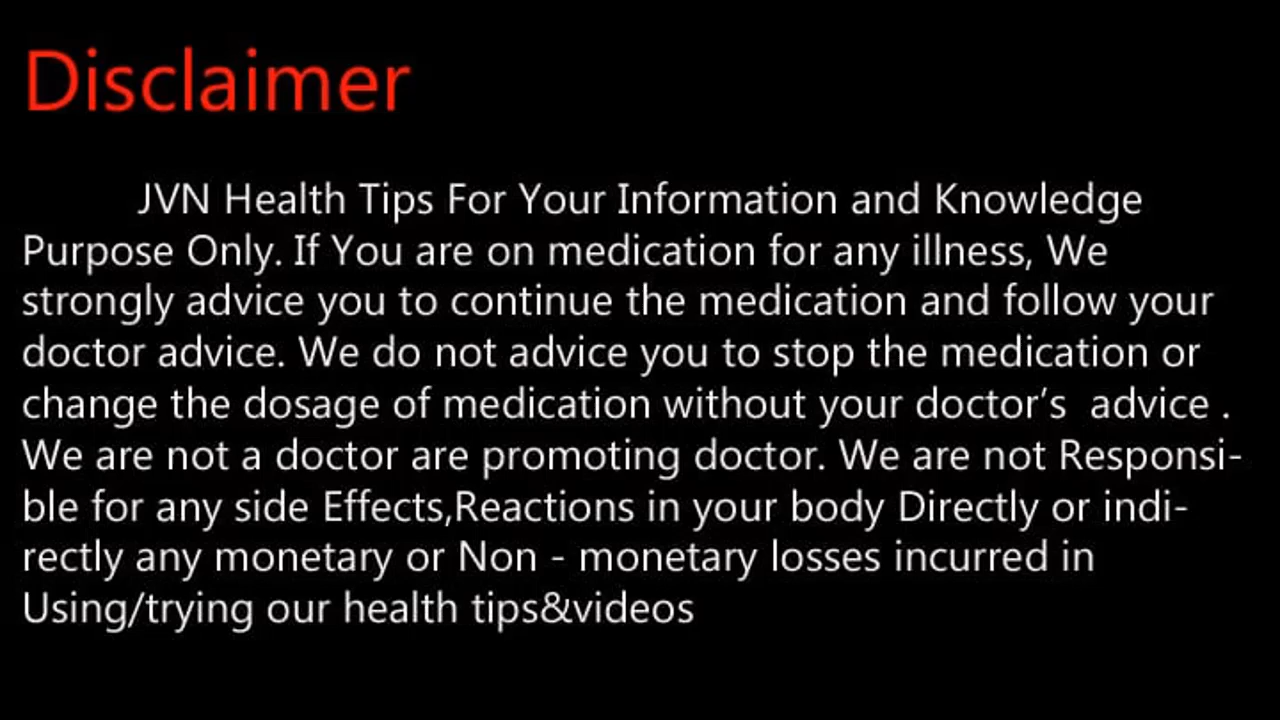 Disclaimer
JVN Health Tips For Your Information and Knowledge
Purpose Only. If You are on medication for any illness, We
strongly advice you to continue the medication and follow your
doctor advice. We do not advice you to stop the medication or
change the dosage of medication without your doctor’s  advice .
We are not a doctor are promoting doctor. We are not Responsi-
ble for any side Effects,Reactions in your body Directly or indi-
rectly any monetary or Non - monetary losses incurred in
Using/trying our health tips&videos